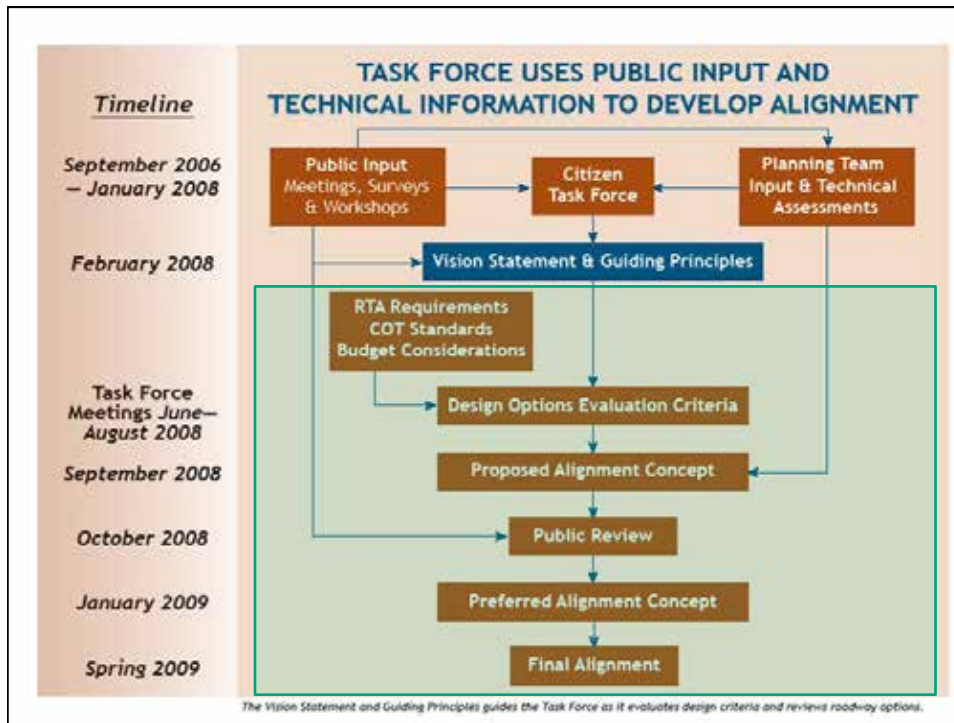 TASK FORCE USES PUBLIC INPUT AND
TECHNICAL INFORMATION TO DEVELOP ALIGNMENT
Timeline
September 2006
— January 2008
Public Input
Meetings, Surveys
& Workshops
Citizen
Task Force
Planning Team
Input & Technical
Assessments
February 2008
Vision Statement & Guiding Principles
RTA Requirements
COT Standards
Budget Considerations
Task Force
Meetings June—
August 2008
Design Options Evaluation Criteria
September 2008
Proposed Alignment Concept
October 2008
Public Review
January 2009
Preferred Alignment Concept
Spring 2009
Final Alignment
The Vision Statement and Guiding Principles guides the Task Force as it evaluates design criteria and reviews roadway options.